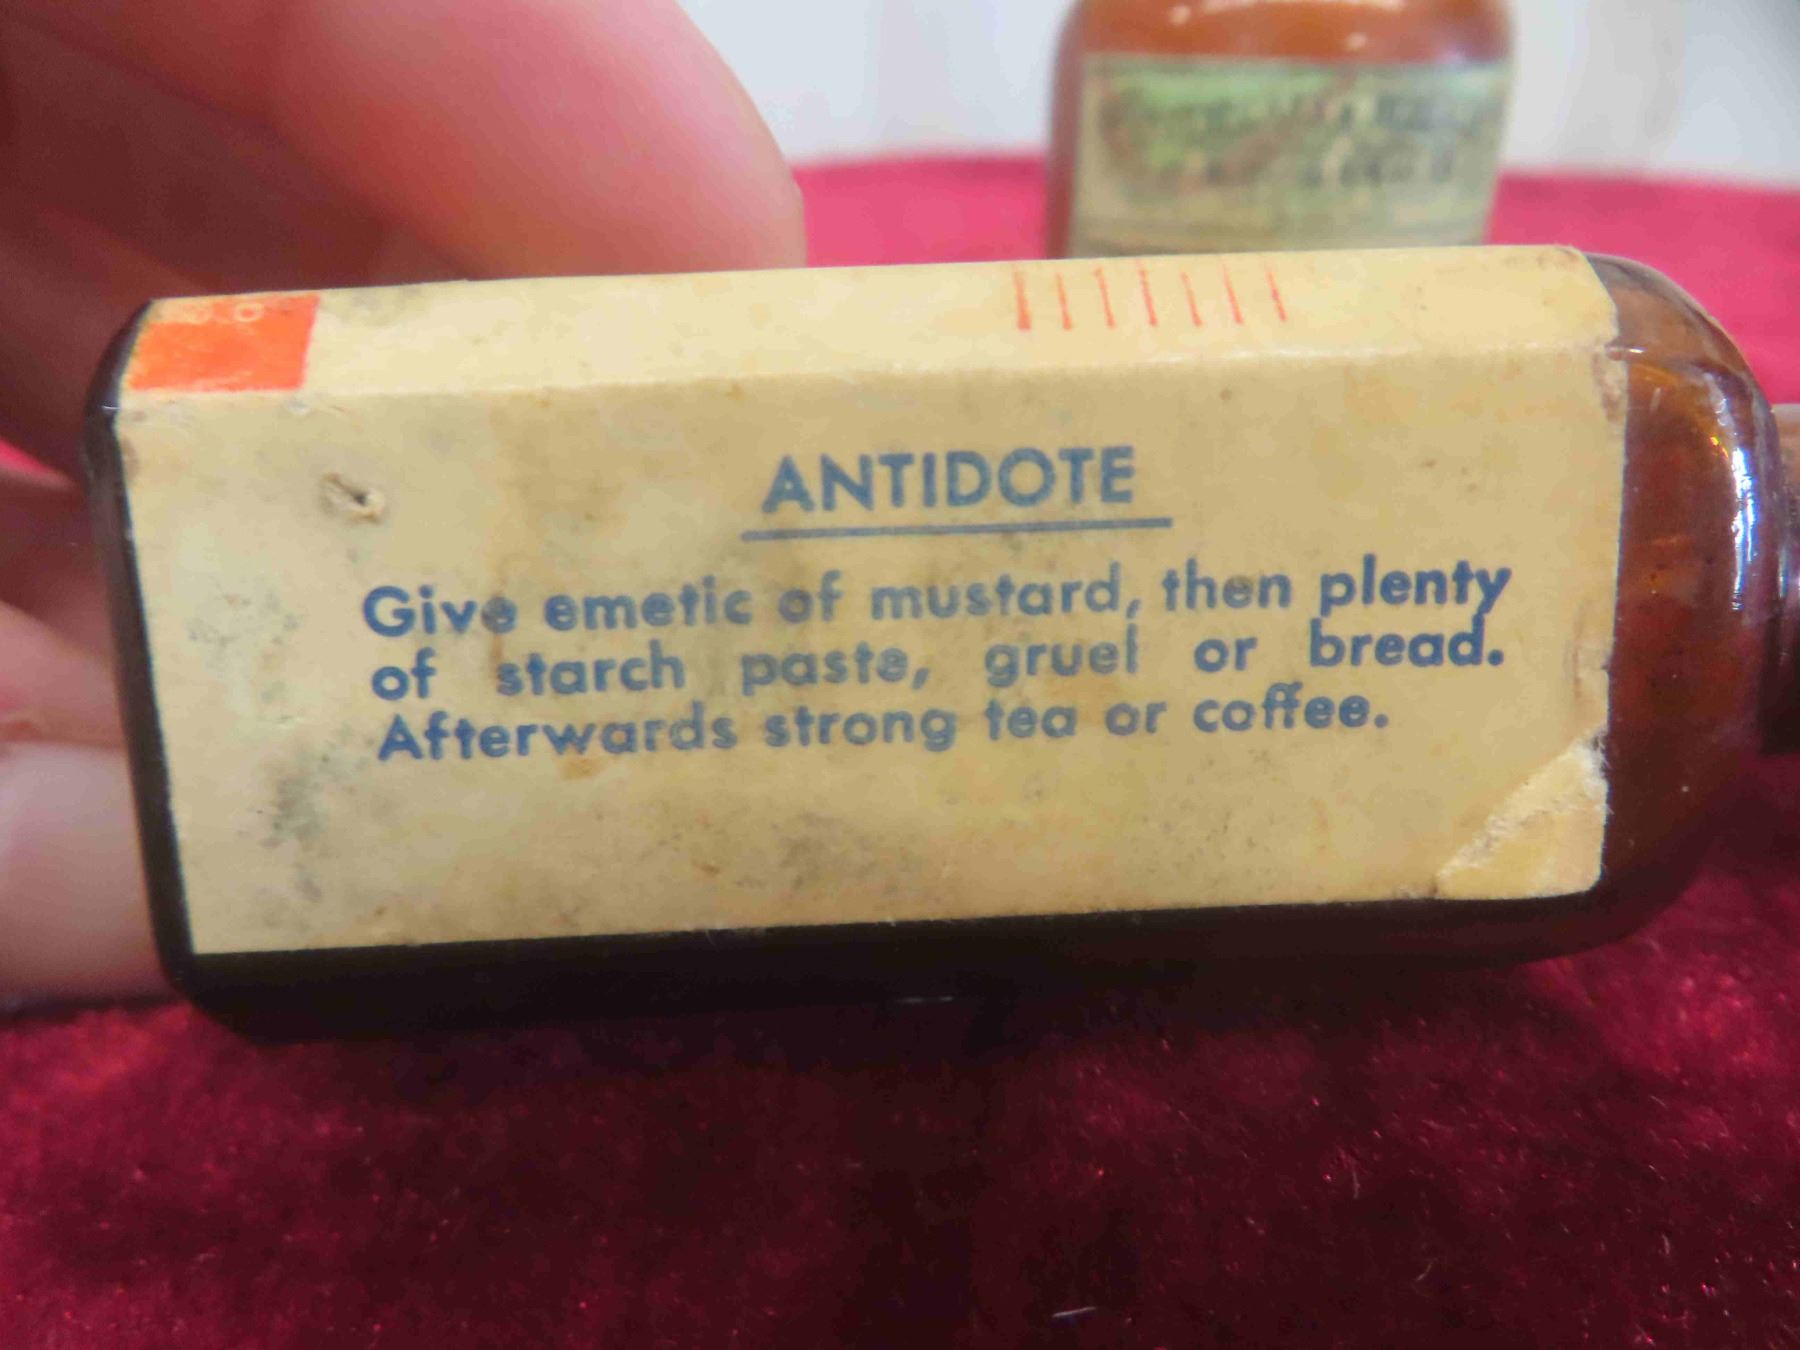 ANTIDOTE
Give emetic of mustard, then plenty
of starch paste, gruel or bread.
Afterwards strong tea or coffee.